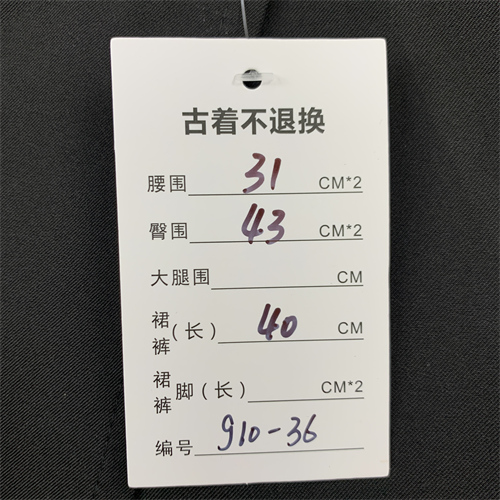 古着不退换
腰围 31 CM*2
臀围 43 CM*2
大腿围 CM
裙裤(长) 40 CM
裙裤脚(长) CM*2
编号 910-36